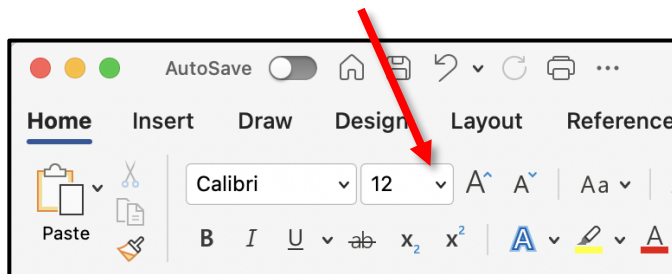 AutoSave
Home Insert Draw Design Layout Reference
Calibri 12 A A Aa
Paste B I U ab x2 x2 A A